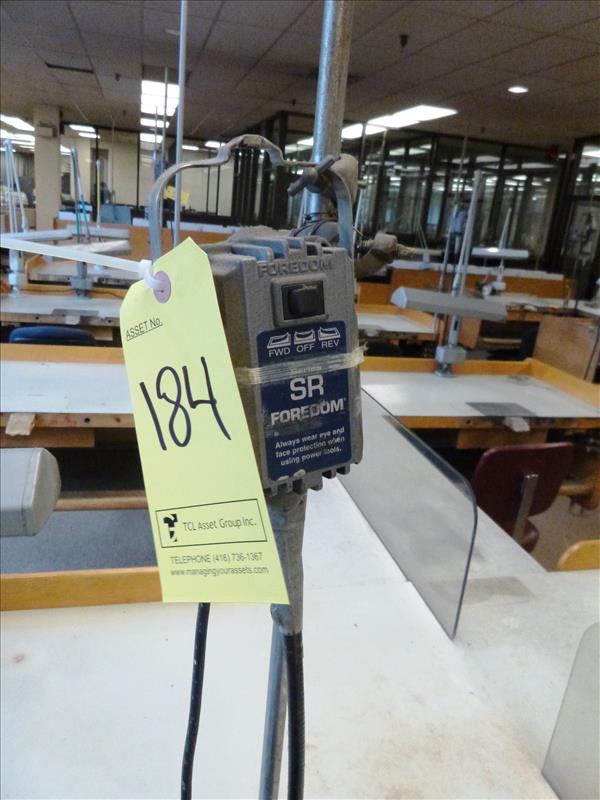 ASSET No.
184
TCL Asset Group Inc.
TELEPHONE (416) 736-1367
www.managingyourassets.com
FOREDOM
FWD OFF REV
Series
SR
FOREDOM®
Always wear eye and
face protection when
using power tools.